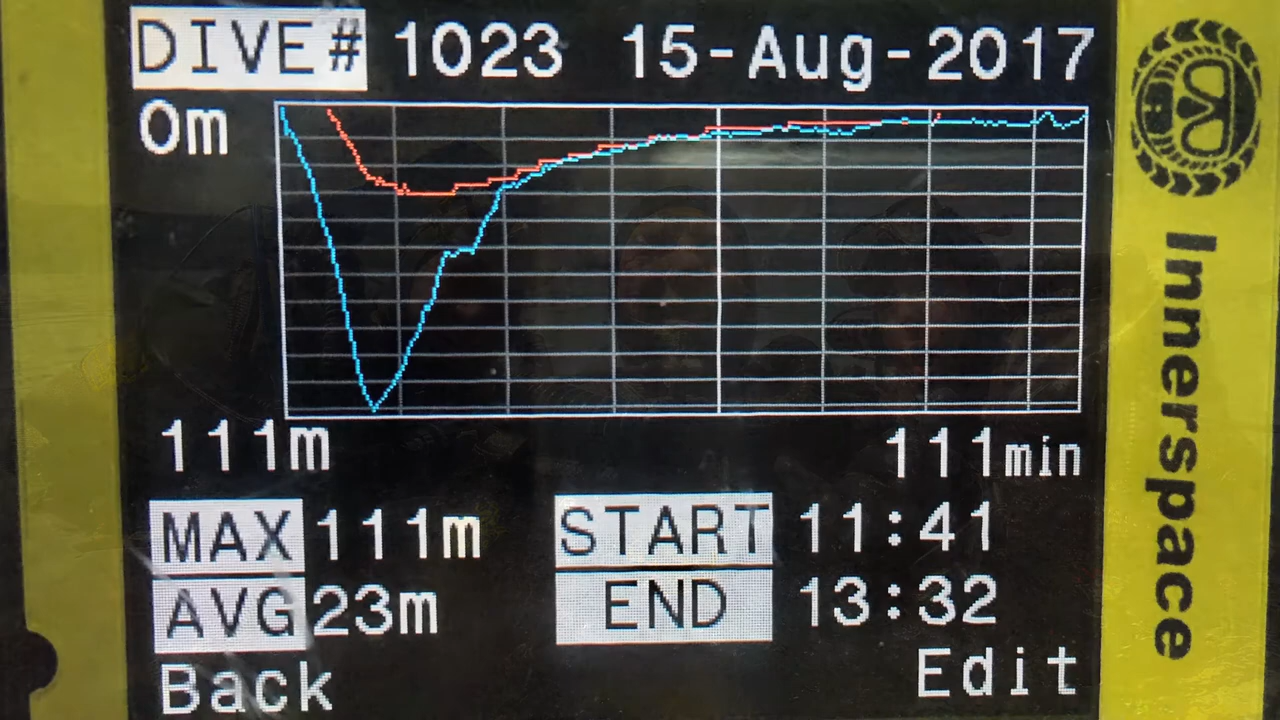 DIVE# 1023 15-Aug-2017
0m
111m 111min
MAX 111m START 11:41
AVG 23m END 13:32
Back Edit
Innerspace